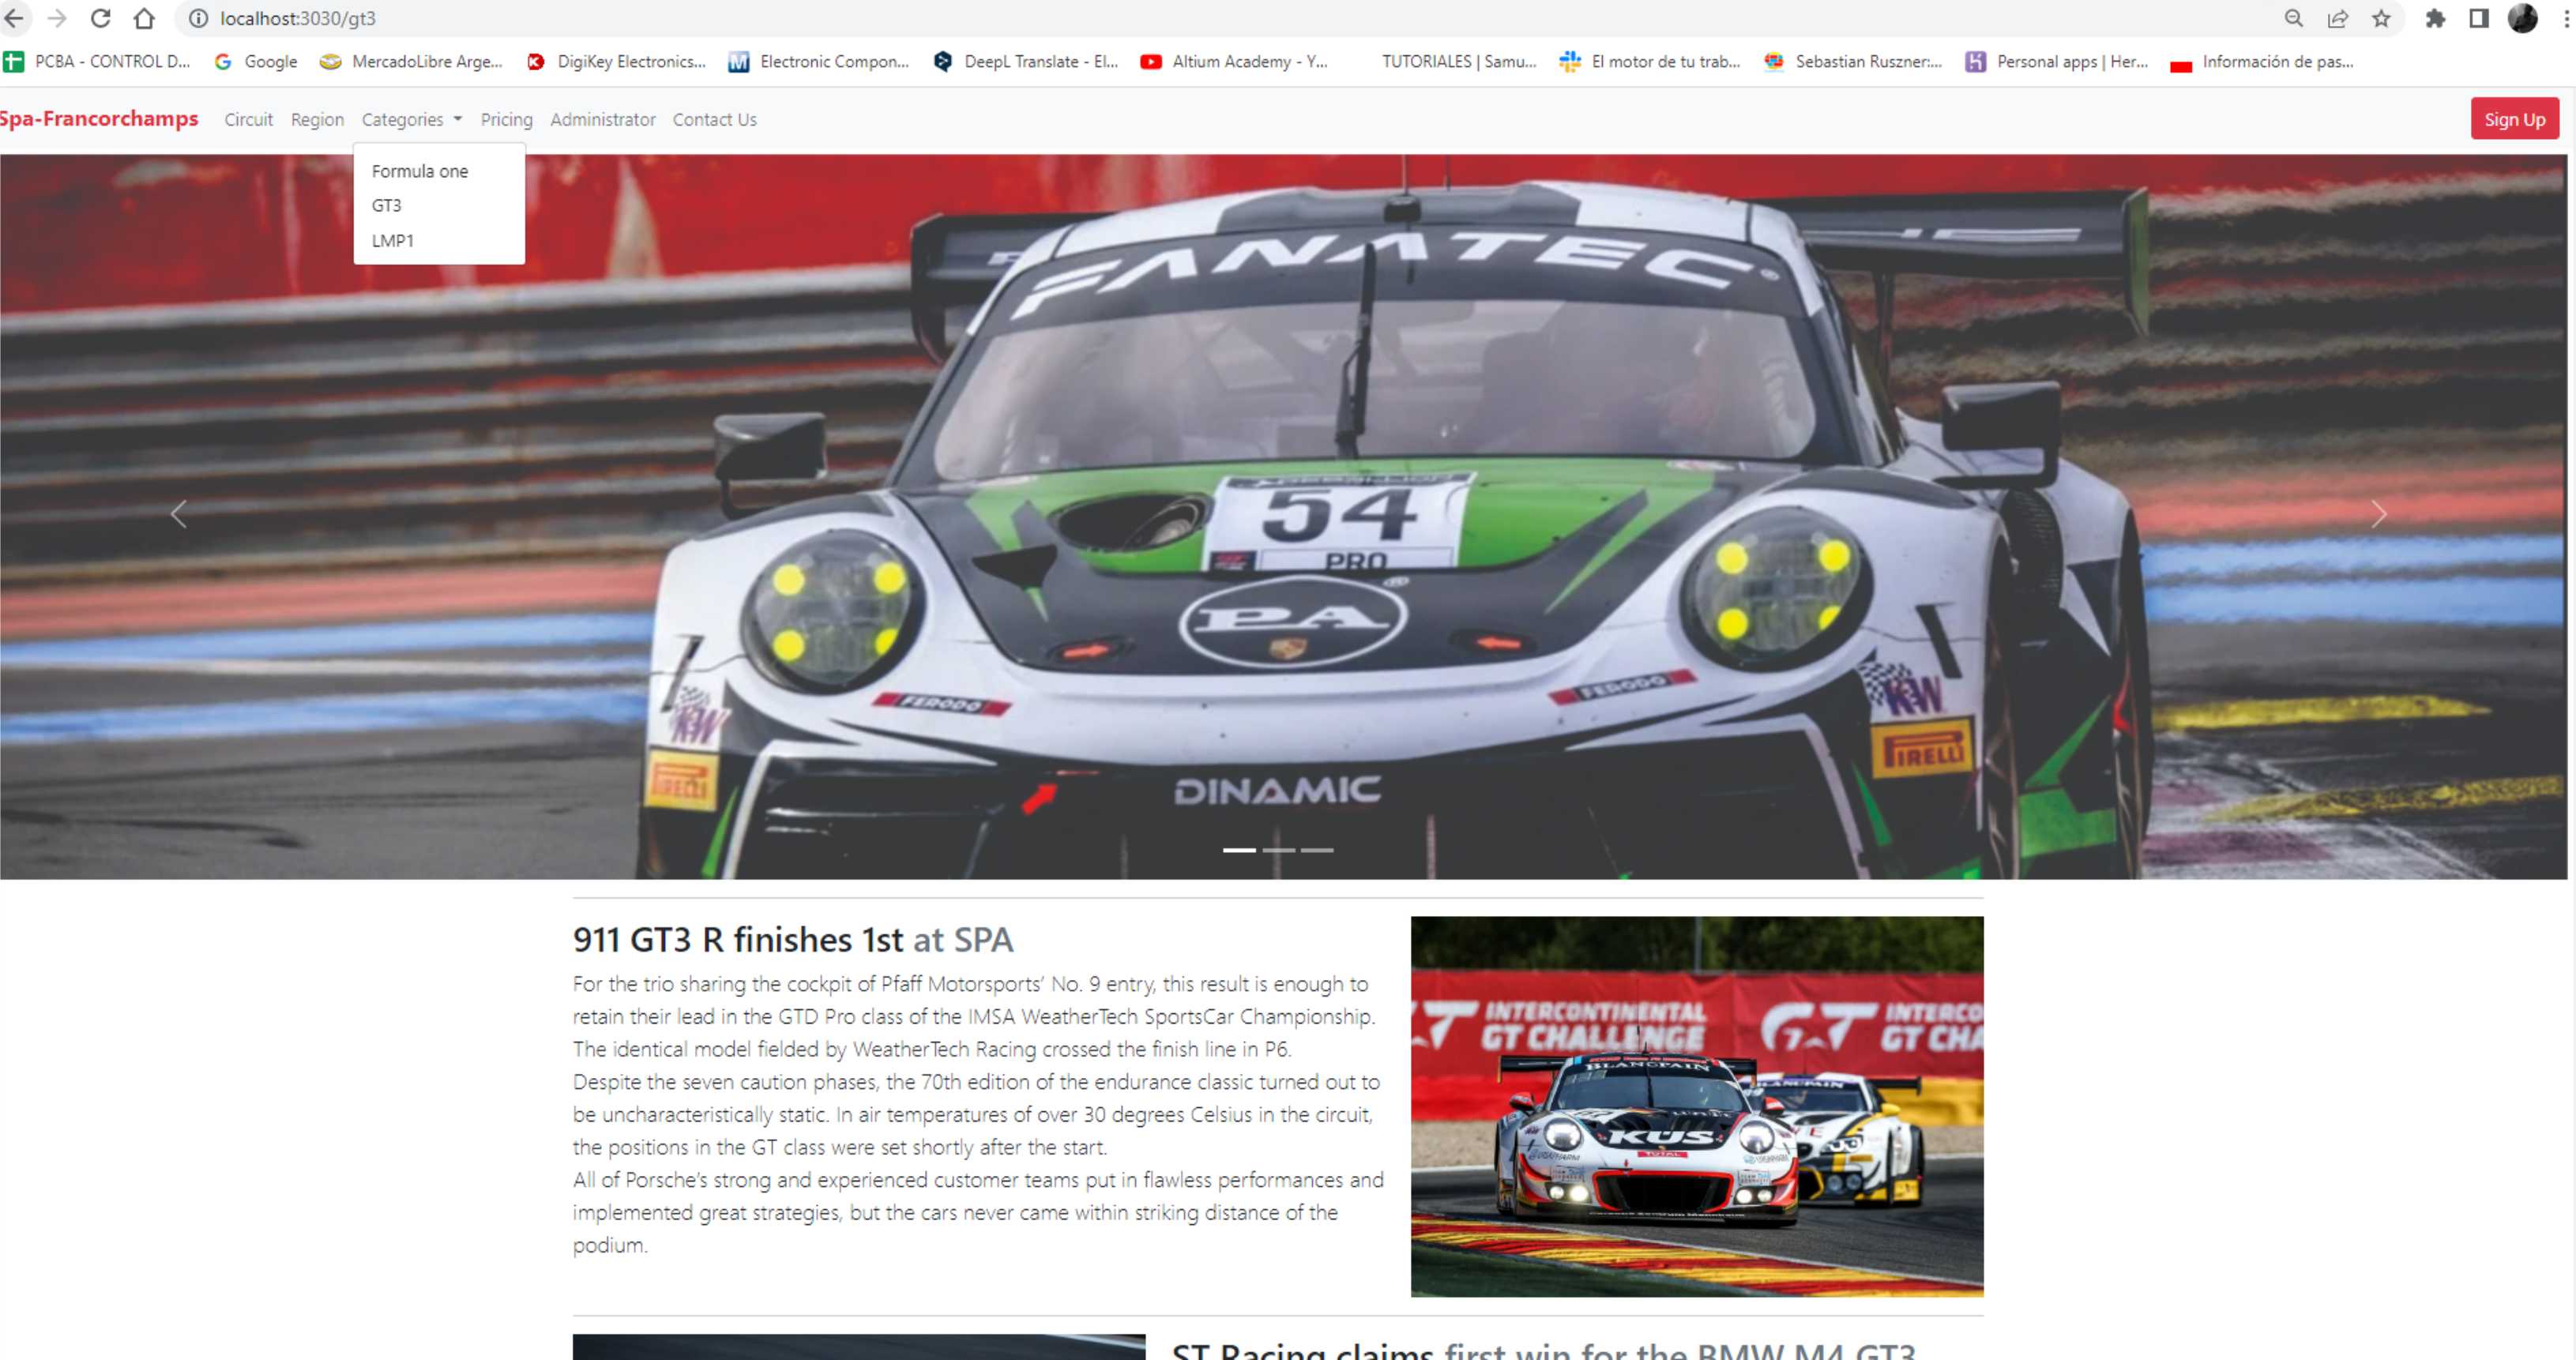 localhost:3030/gt3
PCBA - CONTROL D...
Google
MercadoLibre Arge...
DigiKey Electronics...
Electronic Compon...
DeepL Translate - El...
Altium Academy - Y...
TUTORIALES | Samu...
El motor de tu trab...
Sebastian Ruszner:...
Personal apps | Her...
Información de pas...
Spa-Francorchamps
Circuit
Region
Categories
Pricing
Administrator
Contact Us
Sign Up
Formula one
GT3
LMP1
FANATEC
54
PRO
PA
FERODO
FERODO
KW
KW
PIRELLI
PIRELLI
DINAMIC
911 GT3 R finishes 1st at SPA
For the trio sharing the cockpit of Pfaff Motorsports' No. 9 entry, this result is enough to
retain their lead in the GTD Pro class of the IMSA WeatherTech SportsCar Championship.
The identical model fielded by WeatherTech Racing crossed the finish line in P6.
Despite the seven caution phases, the 70th edition of the endurance classic turned out to
be uncharacteristically static. In air temperatures of over 30 degrees Celsius in the circuit,
the positions in the GT class were set shortly after the start.
All of Porsche's strong and experienced customer teams put in flawless performances and
implemented great strategies, but the cars never came within striking distance of the
podium.
INTERCONTINENTAL
GT CHALLENGE
GT
INTERCO
GT CHA
BLANCPAIN
BLANCPAIN
KÜS
TOTAL
ST Racing claims first win for the BMW M4 GT3